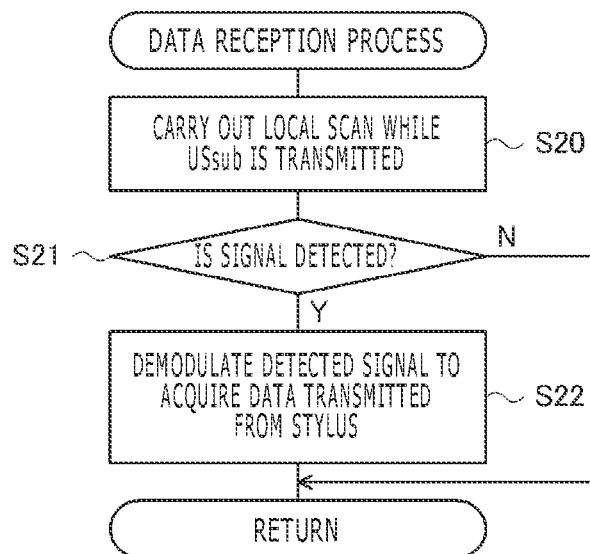 DATA RECEPTION PROCESS
CARRY OUT LOCAL SCAN WHILE
USsub IS TRANSMITTED
S20
S21
IS SIGNAL DETECTED?
N
Y
DEMODULATE DETECTED SIGNAL TO
ACQUIRE DATA TRANSMITTED
FROM STYLUS
S22
RETURN